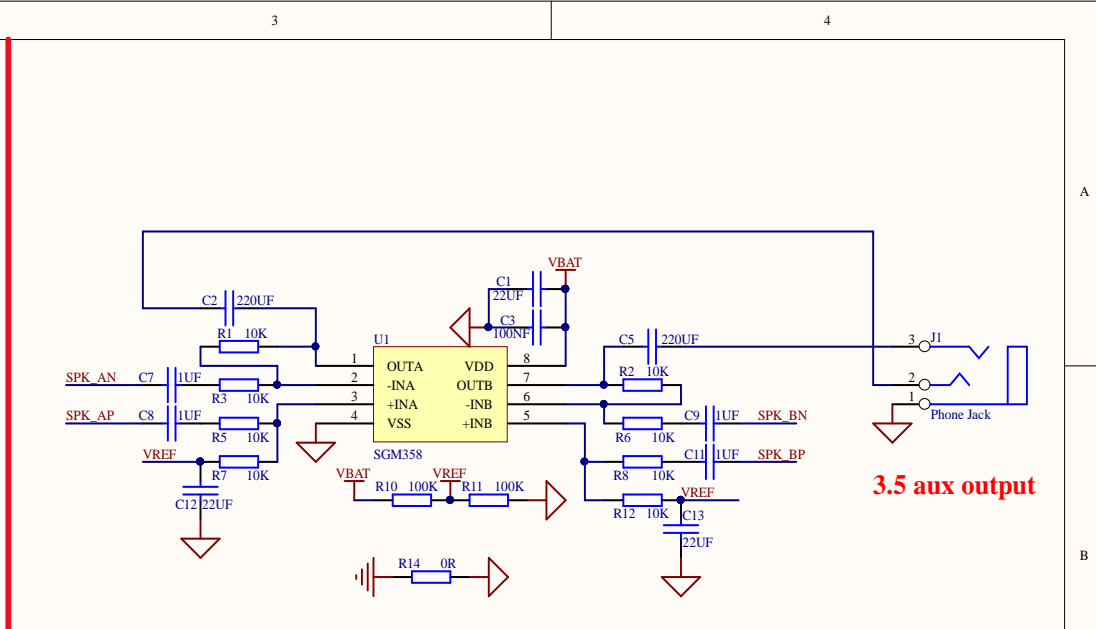 3 4
A
VBAT
C1
22UF
C2 220UF
C3
100NF
R1 10K
U1
C5 220UF
3 J1
1 OUTA VDD 8
R2 10K
SPK_AN C7 1UF 2 -INA OUTB 7
2
R3 10K
3 +INA -INB 6
1
SPK_AP C8 1UF 4 VSS +INB 5
C9 1UF SPK_BN
Phone Jack
R5 10K
R6 10K
VREF
SGM358
C11 1UF SPK_BP
R7 10K
VBAT VREF
R8 10K
3.5 aux output
R10 100K R11 100K
VREF
C12 22UF
R12 10K C13
22UF
R14 0R
B